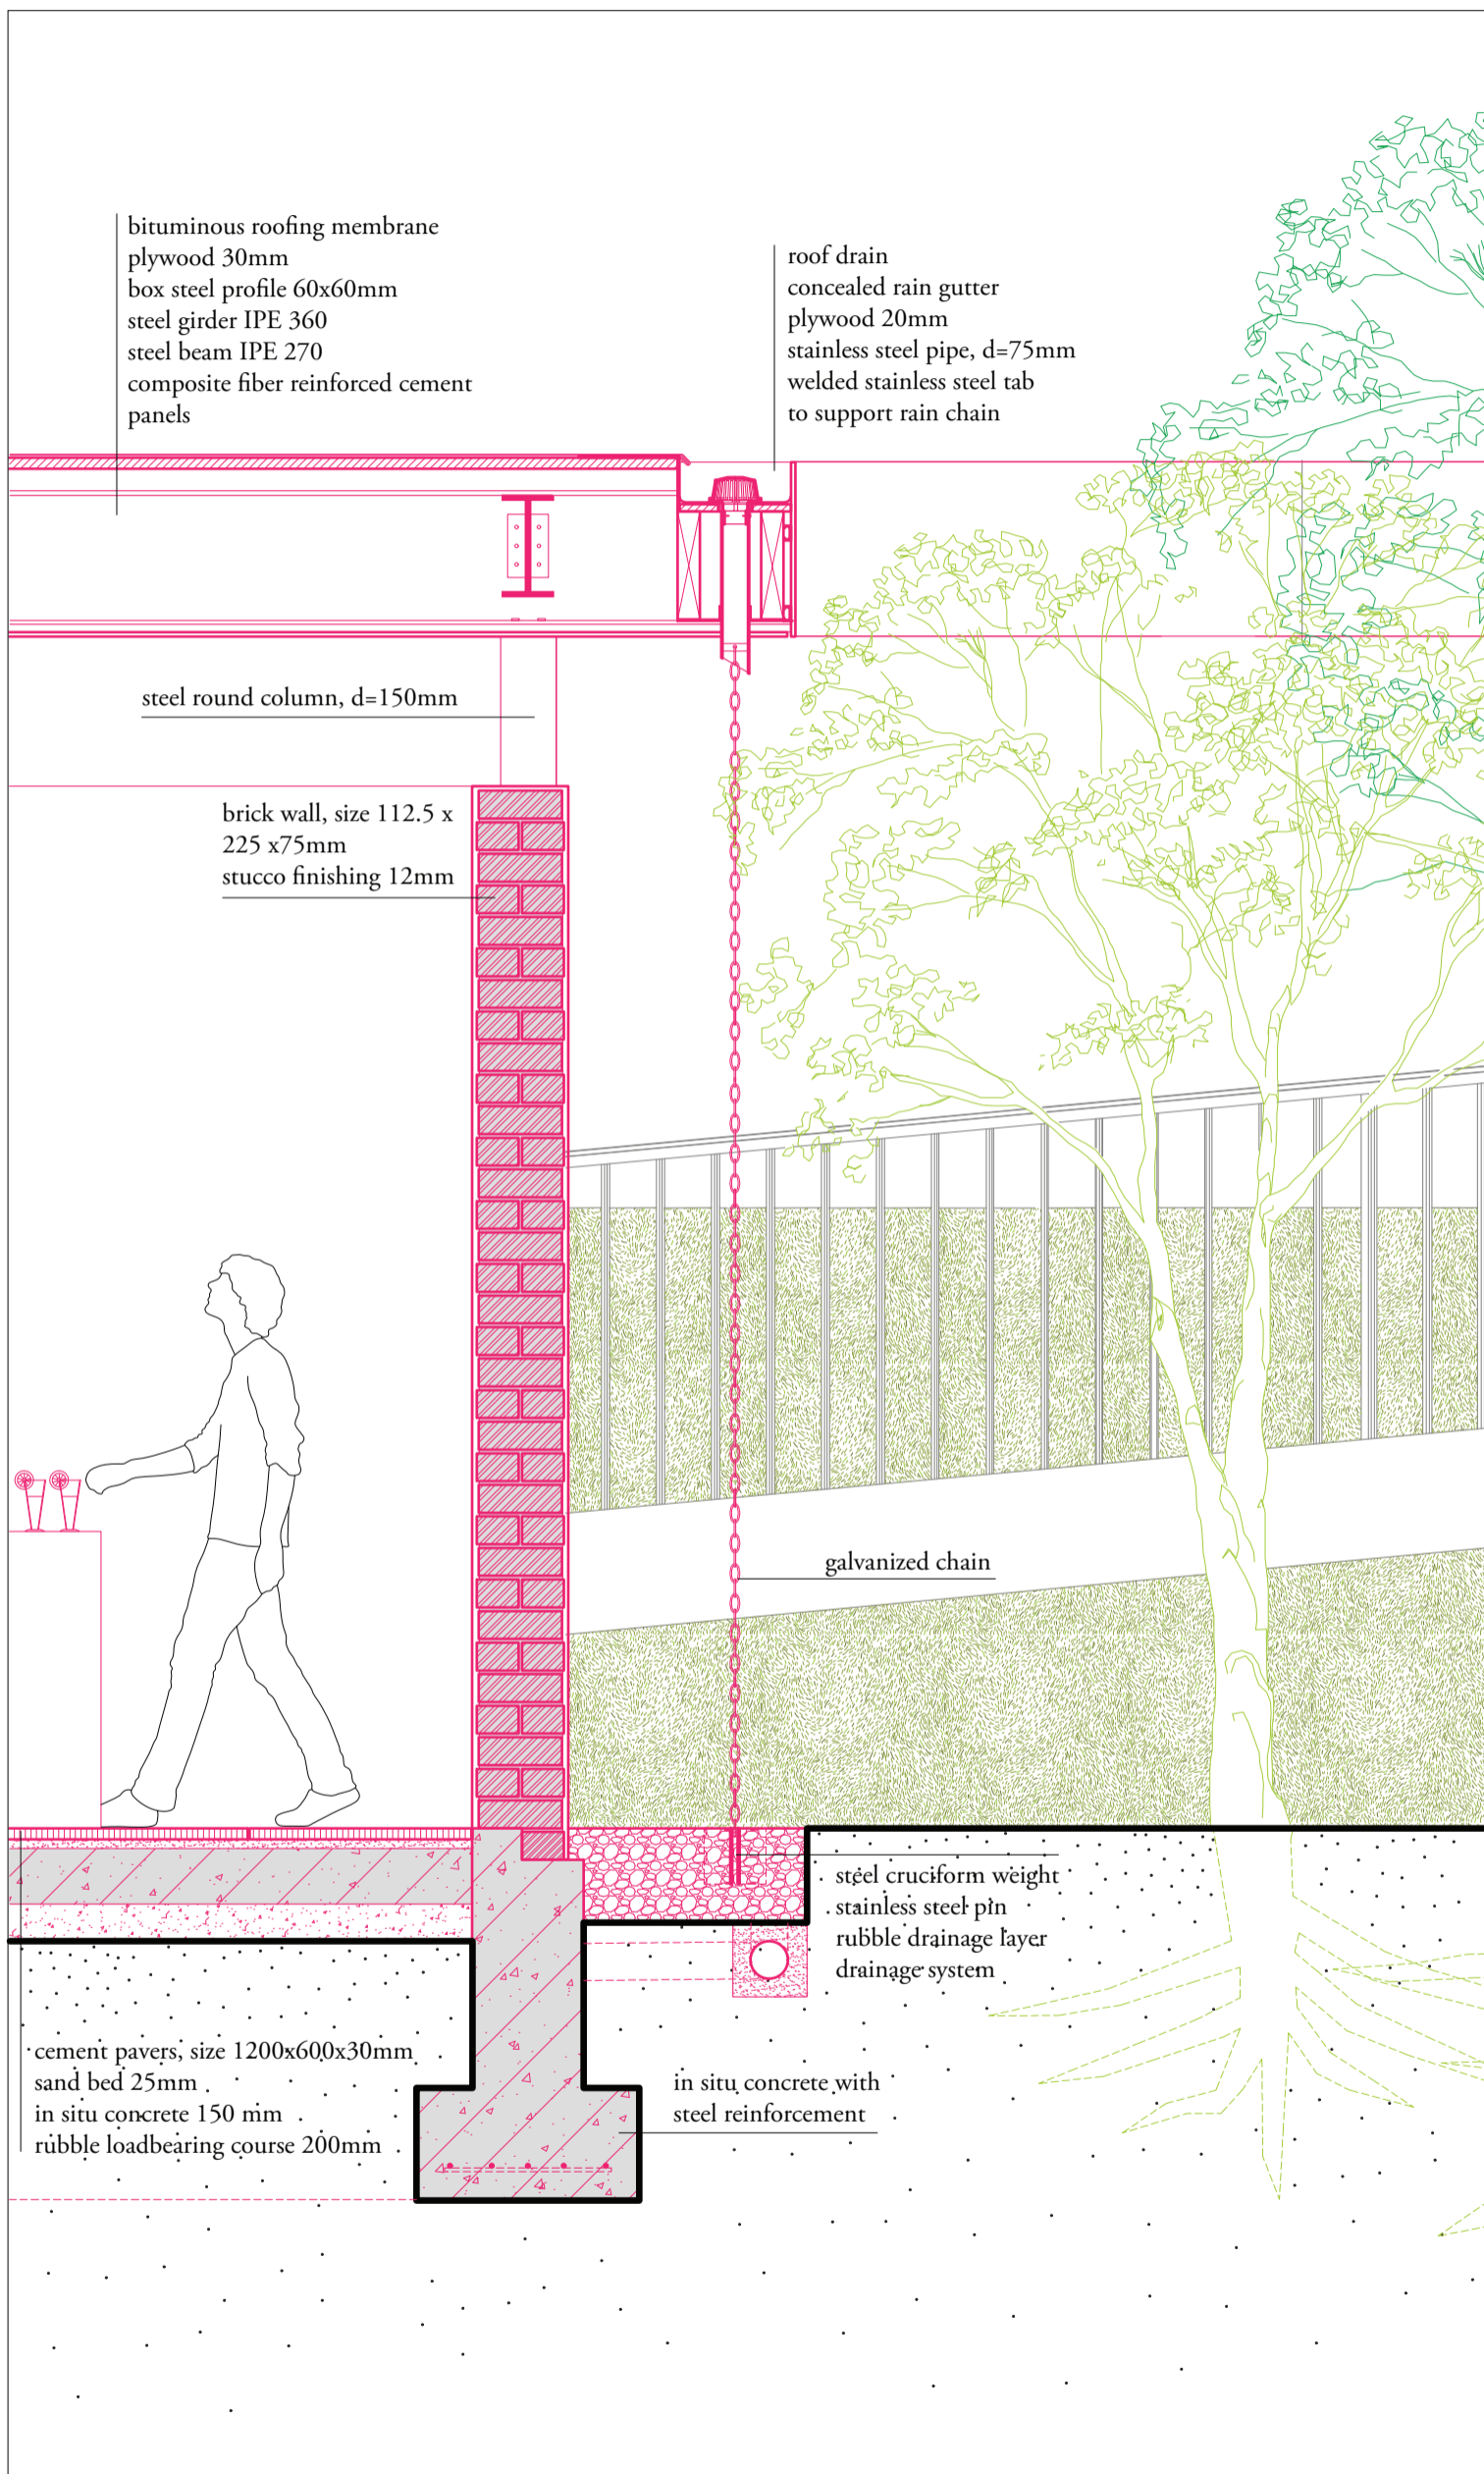 bituminous roofing membrane
plywood 30mm
box steel profile 60x60mm
steel girder IPE 360
steel beam IPE 270
composite fiber reinforced cement
panels
roof drain
concealed rain gutter
plywood 20mm
stainless steel pipe, d=75mm
welded stainless steel tab
to support rain chain
steel round column, d=150mm
brick wall, size 112.5 x
225 x75mm
stucco finishing 12mm
galvanized chain
steel cruciform weight
stainless steel pin
rubble drainage layer
drainage system
cement pavers, size 1200x600x30mm
sand bed 25mm
in situ concrete 150 mm
rubble loadbearing course 200mm
in situ concrete with
steel reinforcement